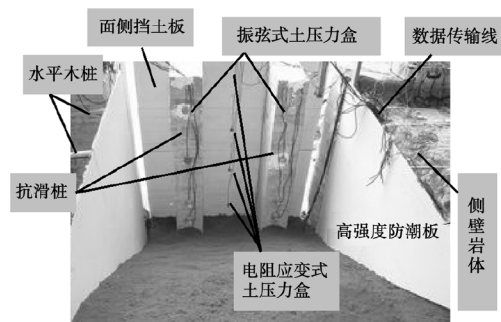 面侧挡土板
振弦式土压力盒
数据传输线
水平木桩
抗滑桩
电阻应变式
土压力盒
高强度防潮板
侧
壁
岩
体